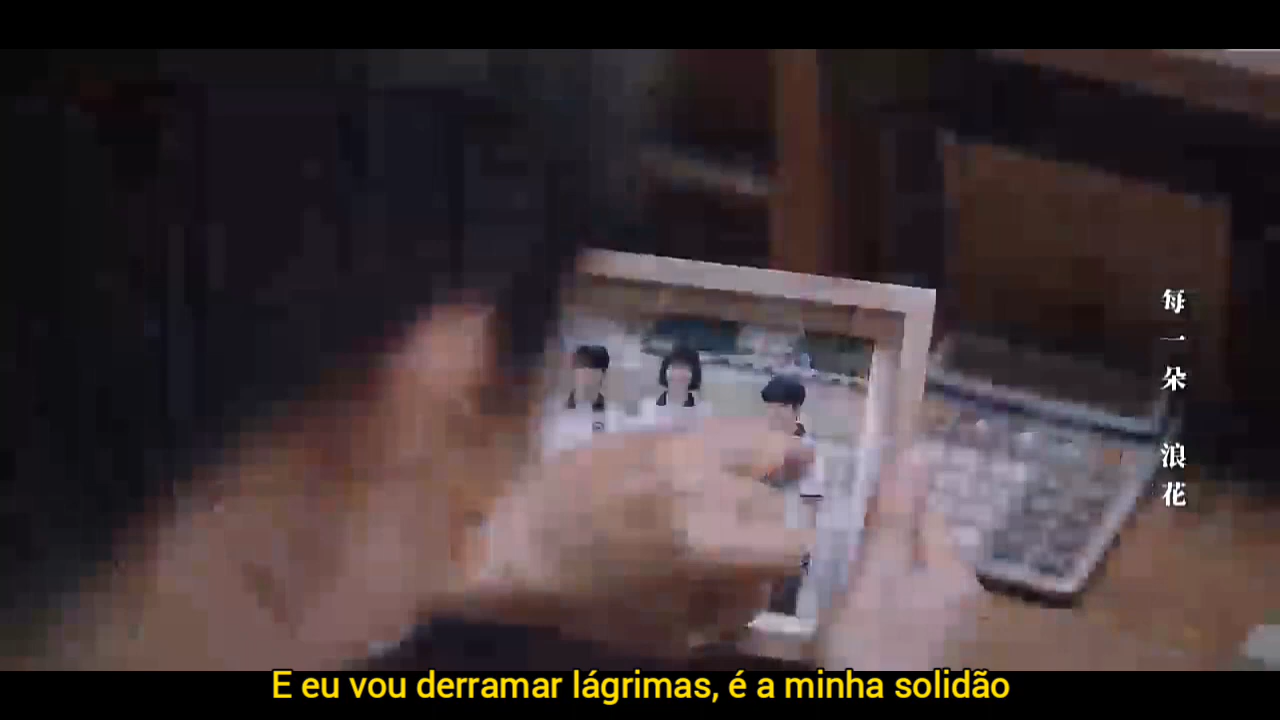 每一朵 浪花
E eu vou derramar lágrimas, é a minha solidão